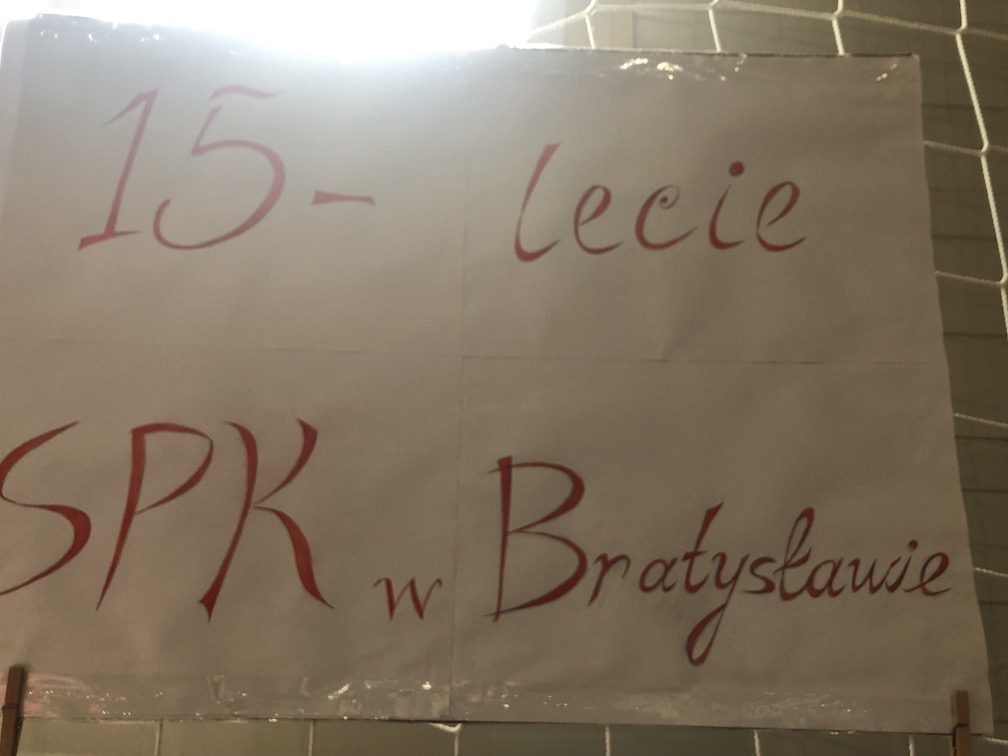 15- lecie
SPK w Bratysławie